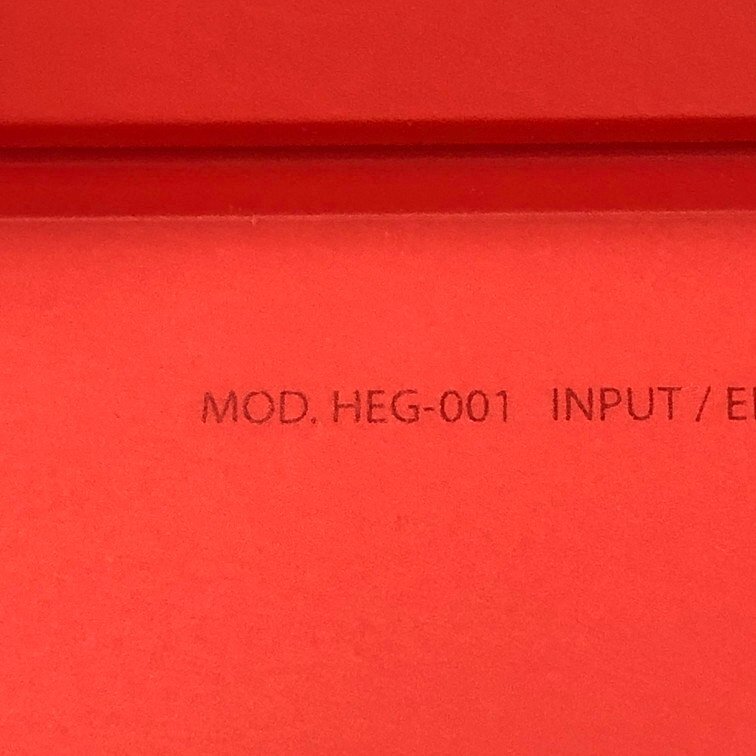 MOD. HEG-001 INPUT /